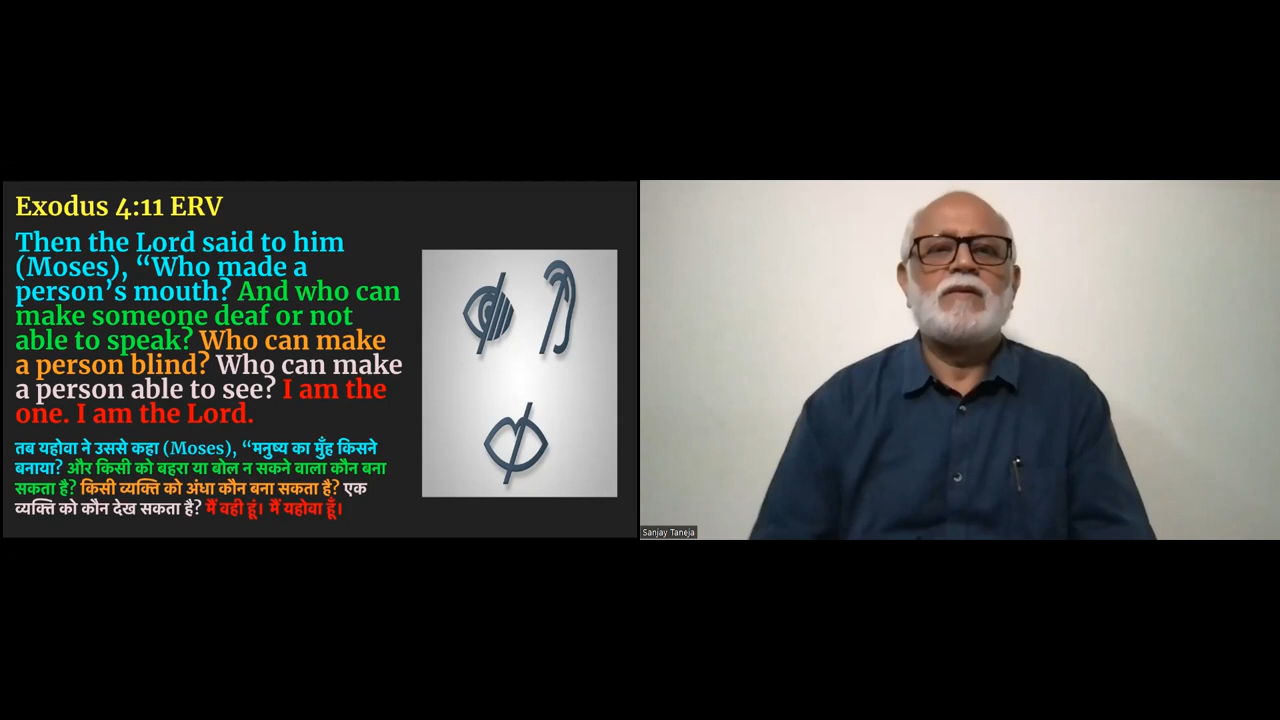 Exodus 4:11 ERV
Then the Lord said to him
(Moses), “Who made a
person’s mouth? And who can
make someone deaf or not
able to speak? Who can make
a person blind? Who can make
a person able to see? I am the
one. I am the Lord.
तब यहोवा ने उससे कहा (Moses), “मनुष्य का मुँह किसने
बनाया? और किसी को बहरा या बोल न सकने वाला कौन बना
सकता है? किसी व्यक्ति को अंधा कौन बना सकता है? एक
व्यक्ति को कौन देख सकता है? मैं वही हूं। मैं यहोवा हूँ।
Sanjay Taneja